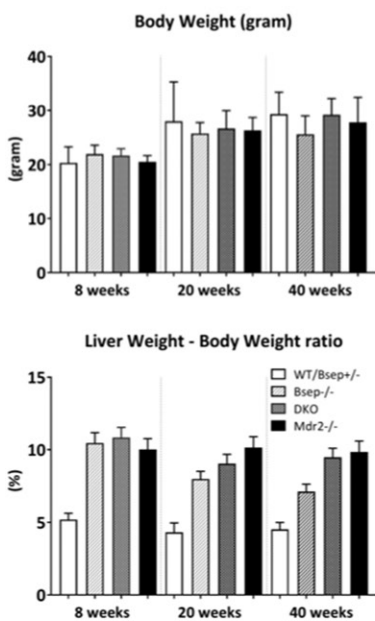 Body Weight (gram)
40
30
20
10
0
(gram)
8 weeks
20 weeks
40 weeks
Liver Weight - Body Weight ratio
15
10
5
0
(%)
WT/Bsep+/-
Bsep-/-
DKO
Mdr2-/-
8 weeks
20 weeks
40 weeks